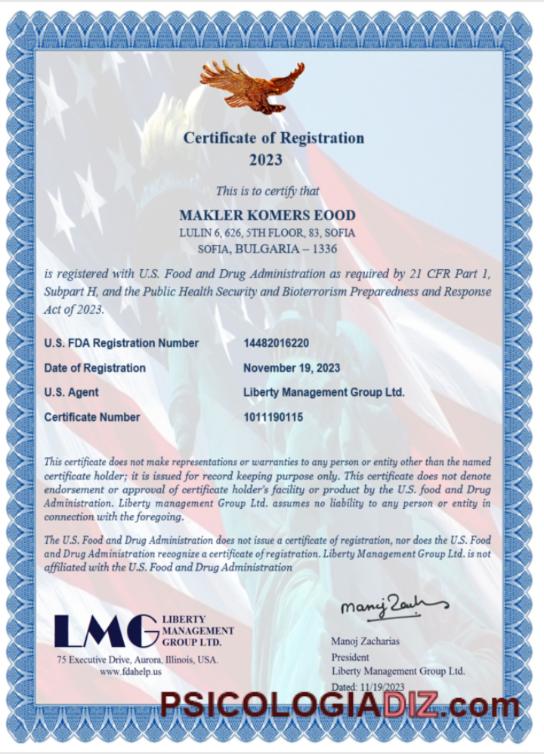 Certificate of Registration
2023
This is to certify that
MAKLER KOMERS EOOD
LULIN 6, 626, 5TH FLOOR, 83, SOFIA
SOFIA, BULGARIA – 1336
is registered with U.S. Food and Drug Administration as required by 21 CFR Part 1,
Subpart H, and the Public Health Security and Bioterrorism Preparedness and Response
Act of 2023.
U.S. FDA Registration Number 14482016220
Date of Registration November 19, 2023
U.S. Agent Liberty Management Group Ltd.
Certificate Number 1011190115
This certificate does not make representations or warranties to any person or entity other than the named
certificate holder; it is issued for record keeping purpose only. This certificate does not denote
endorsement or approval of certificate holder's facility or product by the U.S. food and Drug
Administration. Liberty management Group Ltd. assumes no liability to any person or entity in
connection with the foregoing.
The U.S. Food and Drug Administration does not issue a certificate of registration, nor does the U.S. Food
and Drug Administration recognize a certificate of registration. Liberty Management Group Ltd. is not
affiliated with the U.S. Food and Drug Administration
LMG LIBERTY
MANAGEMENT
GROUP LTD.
75 Executive Drive, Aurora, Illinois, USA.
www.fdahelp.us
Manoj Zacharias
President
Liberty Management Group Ltd.
Dated: 11/19/2023
PSICOLOGIADIZ.com